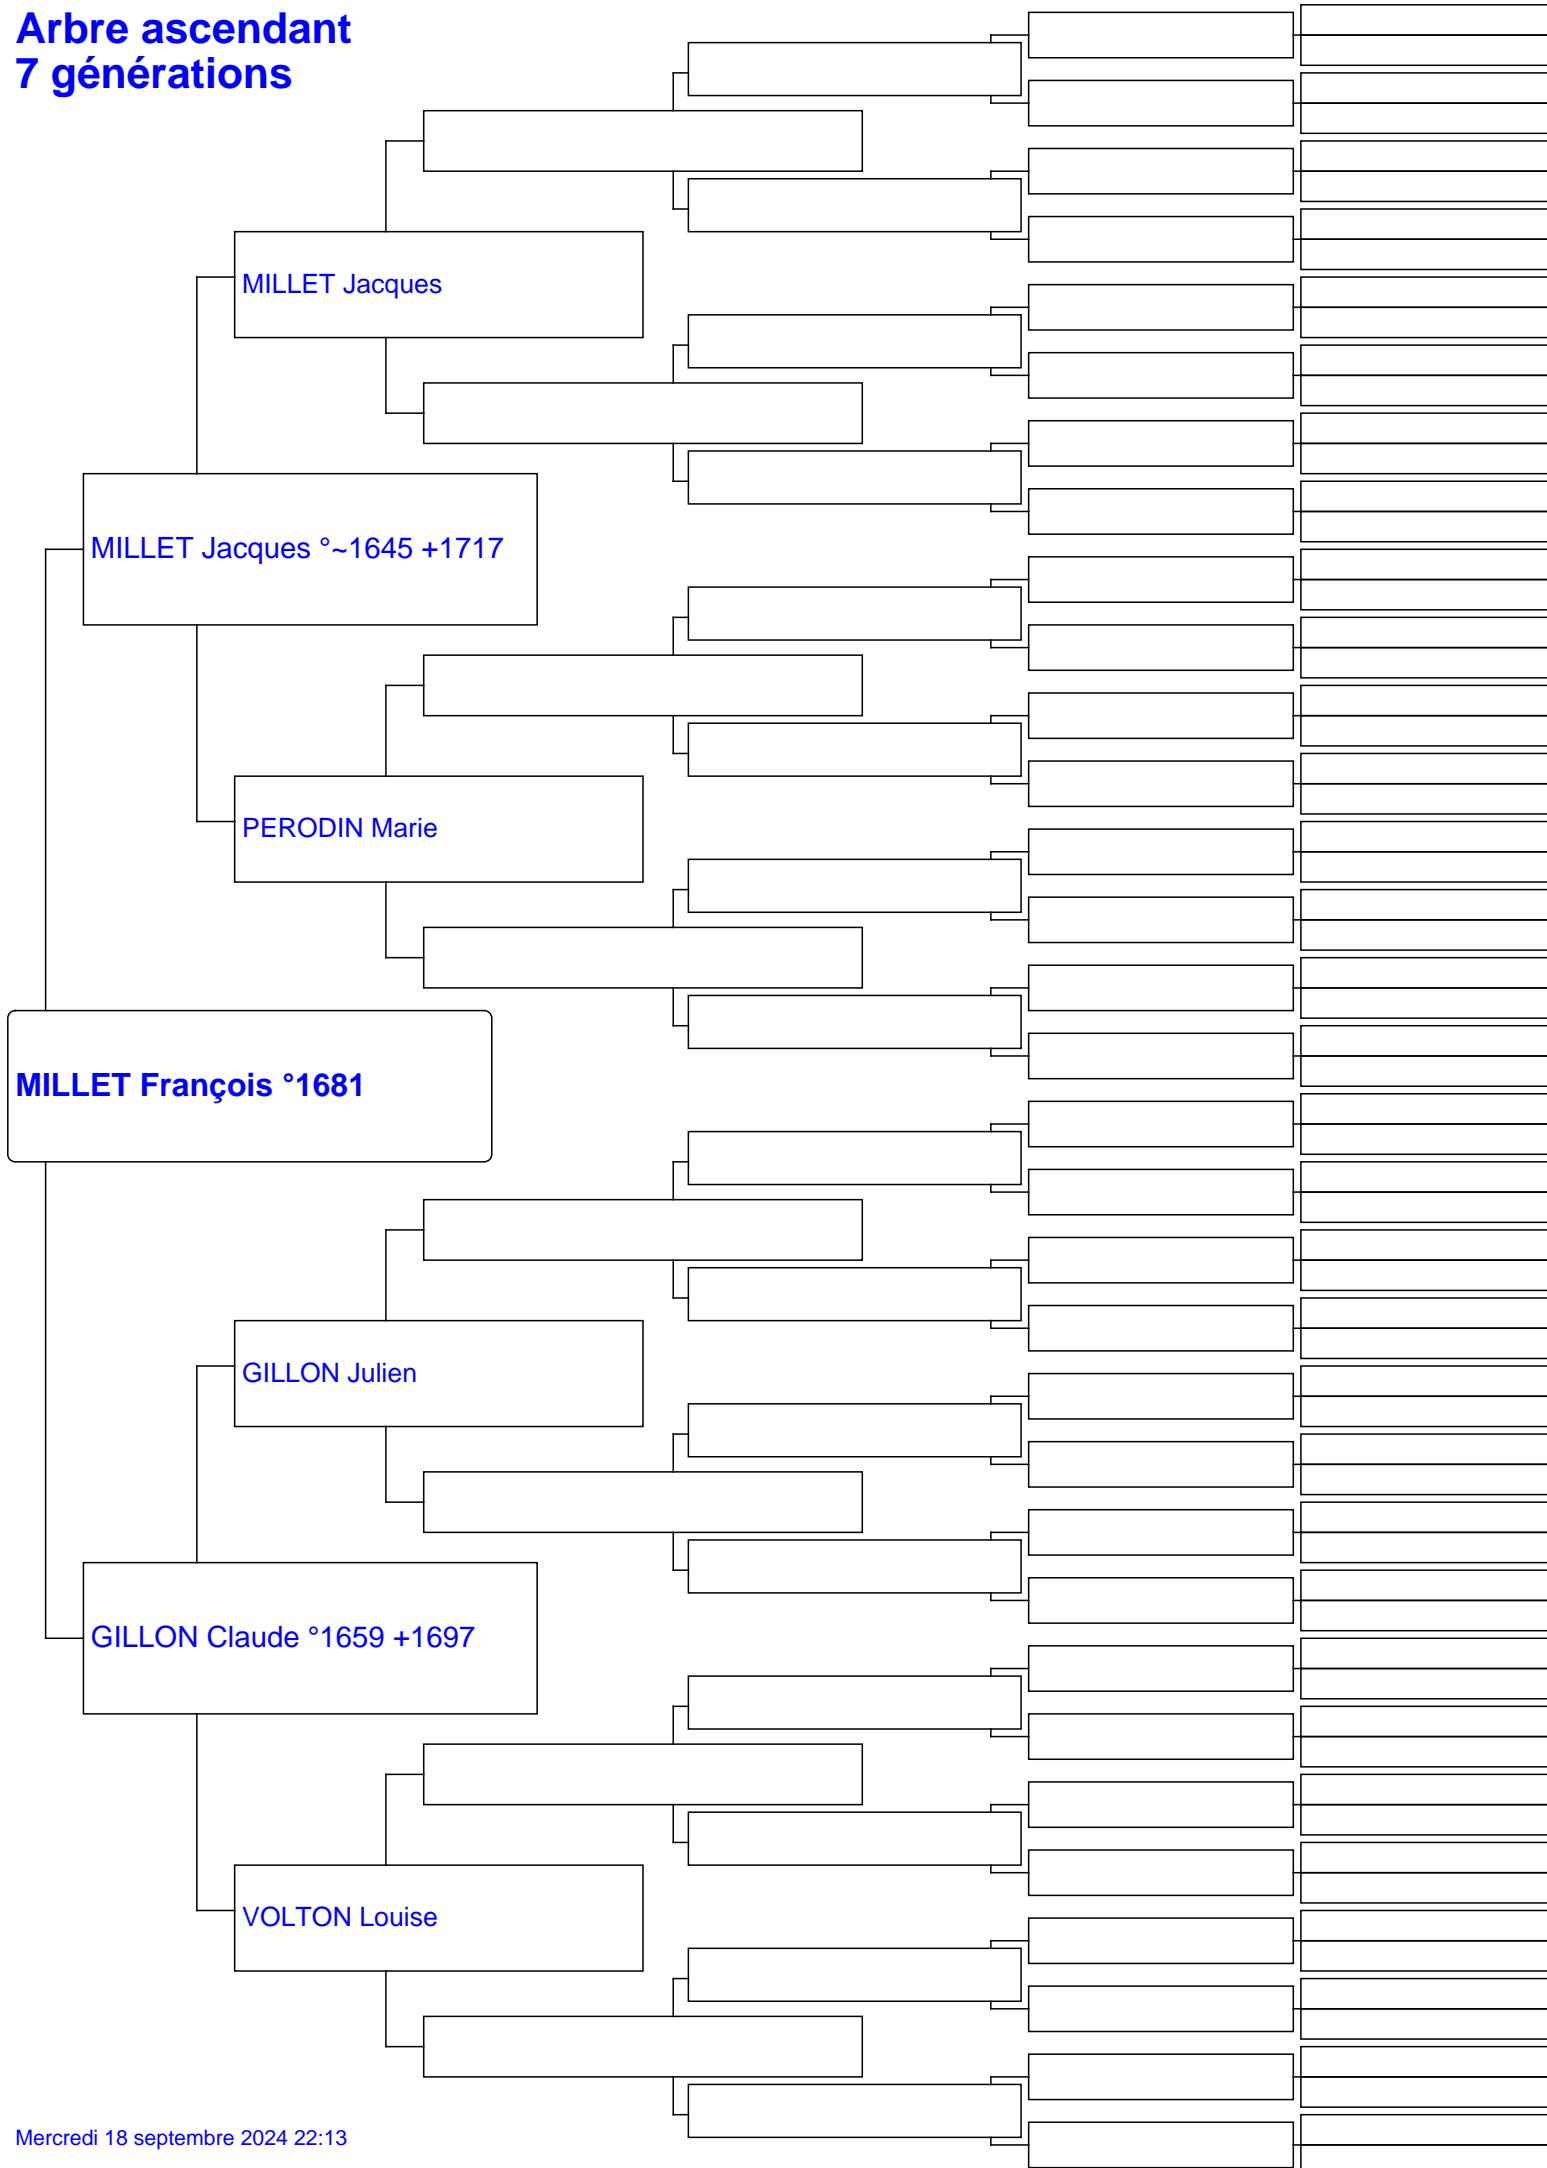 Arbre ascendant
7 générations
MILLET Jacques
MILLET Jacques °~1645 +1717
PERODIN Marie
MILLET François °1681
GILLON Julien
GILLON Claude °1659 +1697
VOLTON Louise
Mercredi 18 septembre 2024 22:13